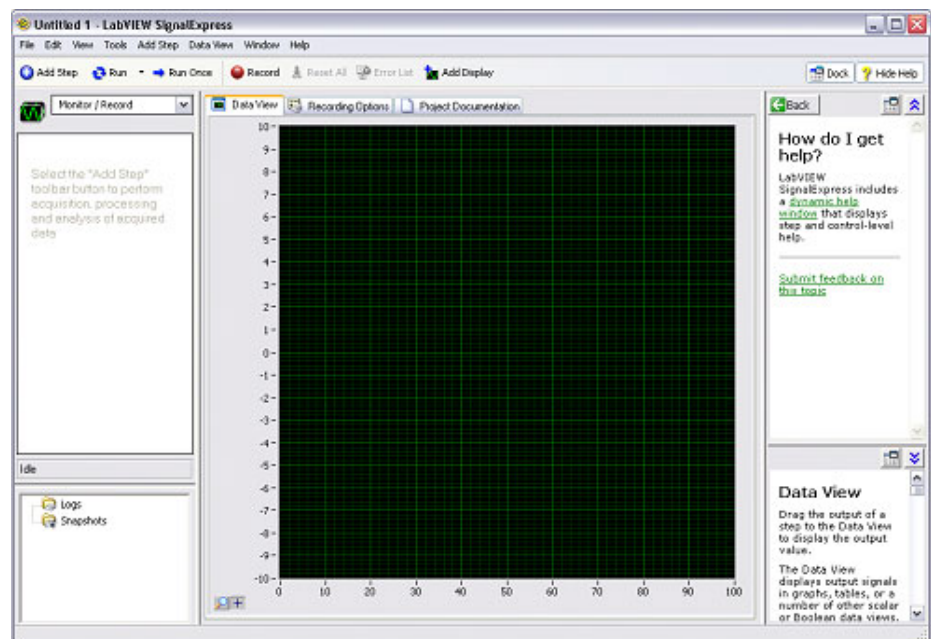 Untitled 1 - LabVIEW SignalExpress
File Edit View Tools Add Step Data View Window Help
Add Step Run Run Once Record Reset All Error List Add Display Dock Hide Help
Monitor / Record
Data View Recording Options Project Documentation
Back
Select the "Add Step"
toolbar button to perform
acquisition, processing
and analysis of acquired
data
Idle
Logs
Snapshots
10
9
8
7
6
5
4
3
2
1
0
-1
-2
-3
-4
-5
-6
-7
-8
-9
-10
0 10 20 30 40 50 60 70 80 90 100
How do I get
help?
LabVIEW
SignalExpress includes
a dynamic help
window that displays
step and control-level
help.
Submit feedback on
this topic
Data View
Drag the output of a
step to the Data View
to display the output
value.
The Data View
displays output signals
in graphs, tables, or a
number of other scalar
or Boolean data views.